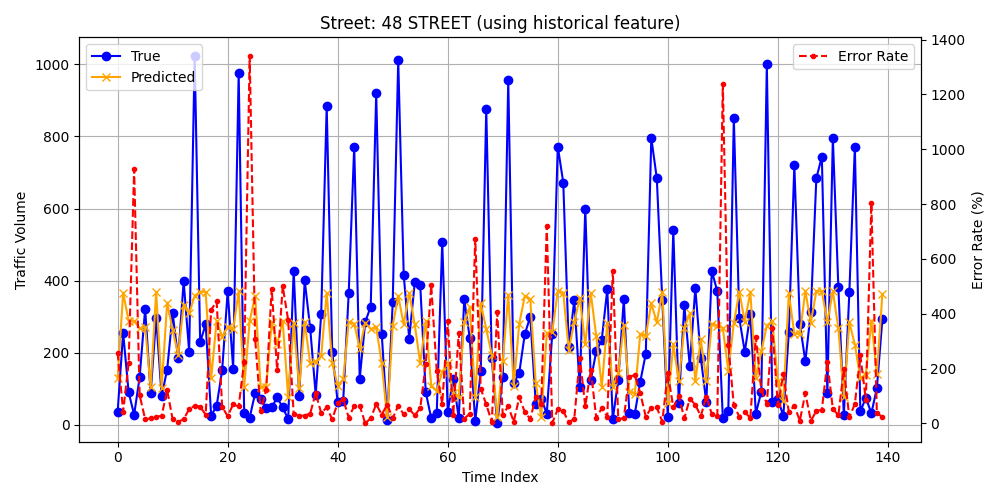 Street: 48 STREET (using historical feature)
True
Predicted
Error Rate
Traffic Volume
1000
800
600
400
200
0
1400
1200
1000
800
600
400
200
0
Error Rate (%)
0 20 40 60 80 100 120 140
Time Index